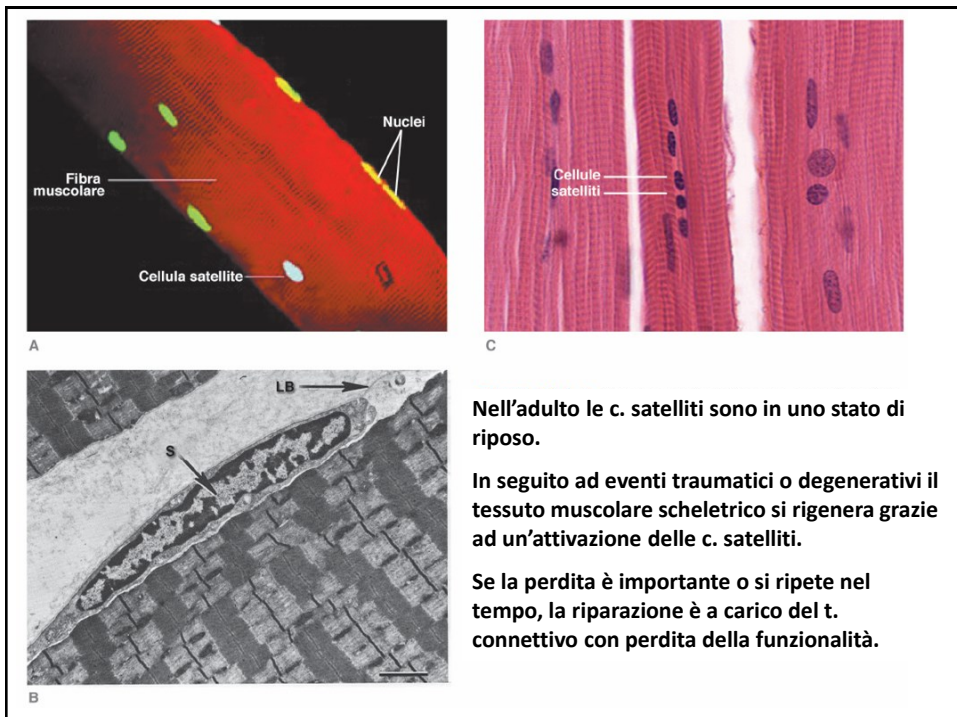 Nuclei
Fibra
muscolare
Cellula satellite
A
Cellule
satelliti
C
LB
S
B
Nell'adulto le c. satelliti sono in uno stato di
riposo.
In seguito ad eventi traumatici o degenerativi il
tessuto muscolare scheletrico si rigenera grazie
ad un'attivazione delle c. satelliti.
Se la perdita è importante o si ripete nel
tempo, la riparazione è a carico del t.
connettivo con perdita della funzionalità.